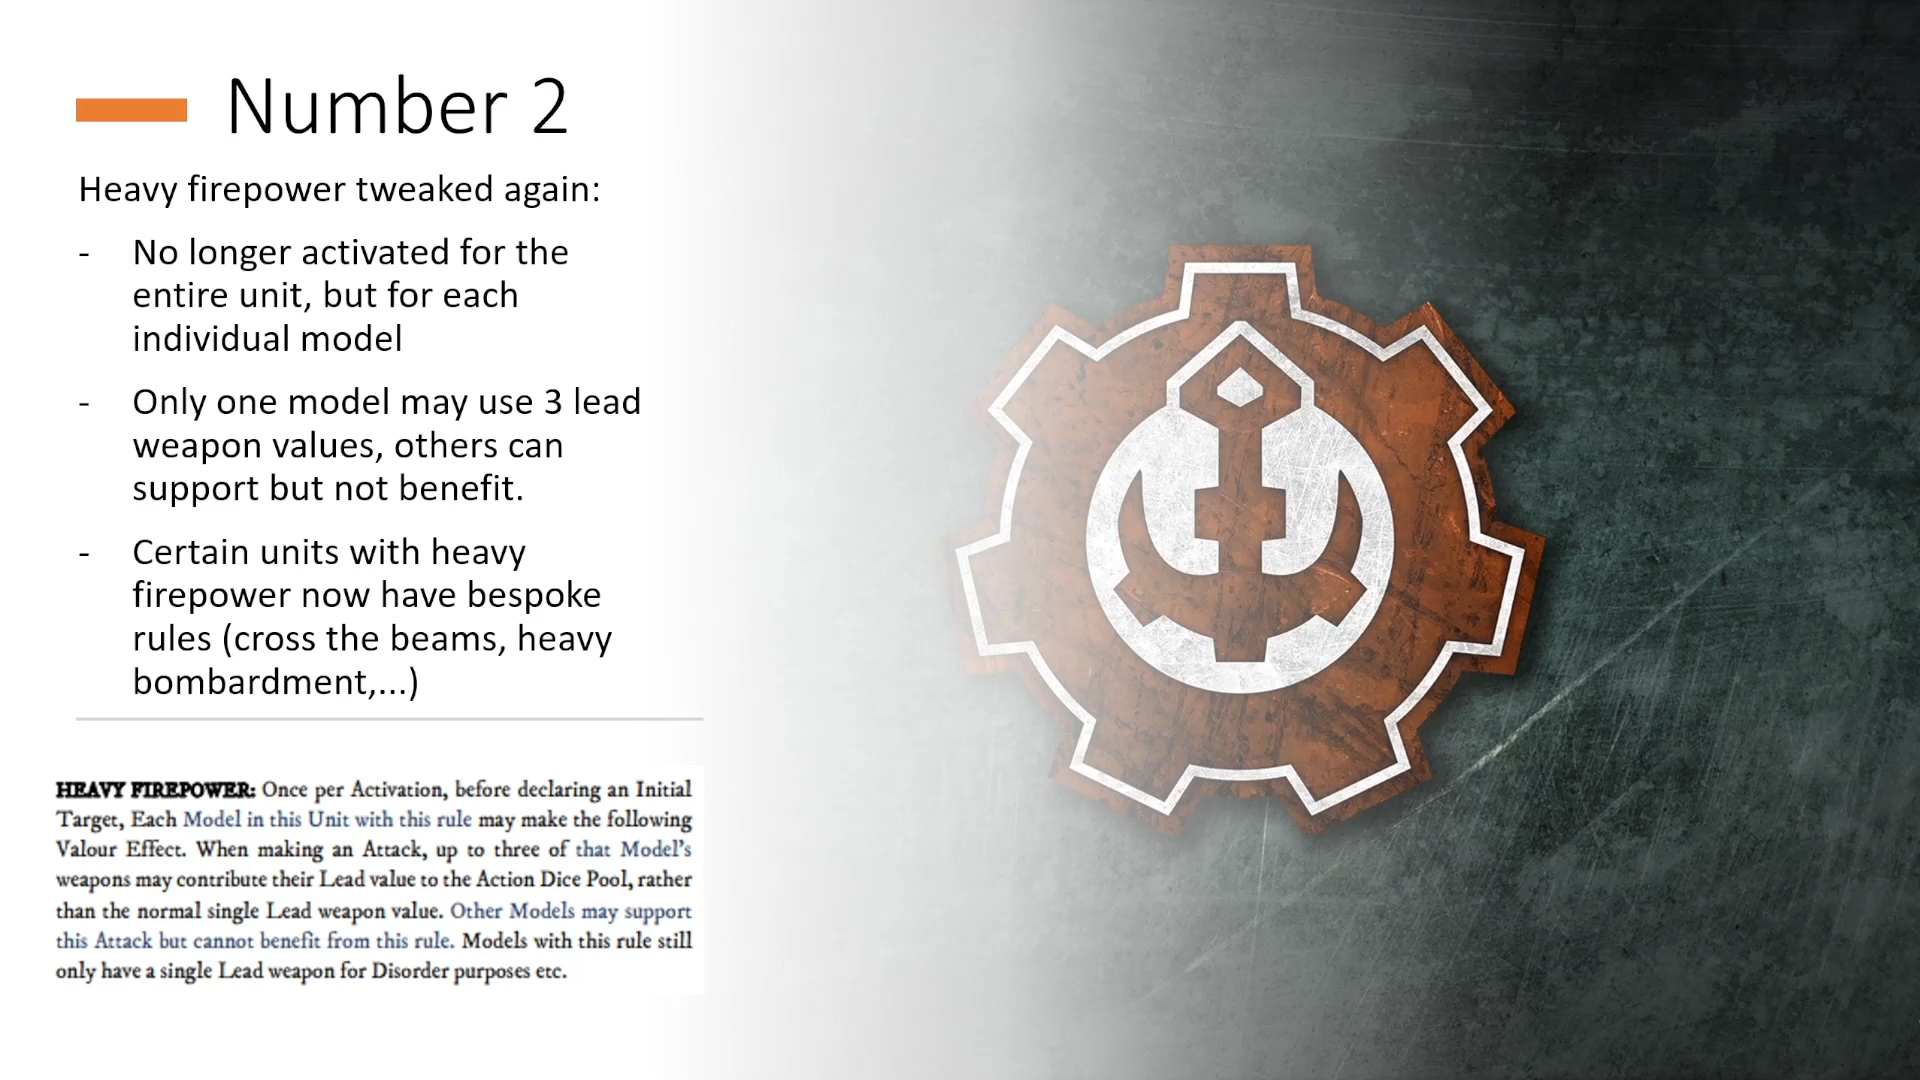 Number 2
Heavy firepower tweaked again:
- No longer activated for the
entire unit, but for each
individual model
- Only one model may use 3 lead
weapon values, others can
support but not benefit.
- Certain units with heavy
firepower now have bespoke
rules (cross the beams, heavy
bombardment,...)
HEAVY FIREPOWER: Once per Activation, before declaring an Initial
Target, Each Model in this Unit with this rule may make the following
Valour Effect. When making an Attack, up to three of that Model's
weapons may contribute their Lead value to the Action Dice Pool, rather
than the normal single Lead weapon value. Other Models may support
this Attack but cannot benefit from this rule. Models with this rule still
only have a single Lead weapon for Disorder purposes etc.